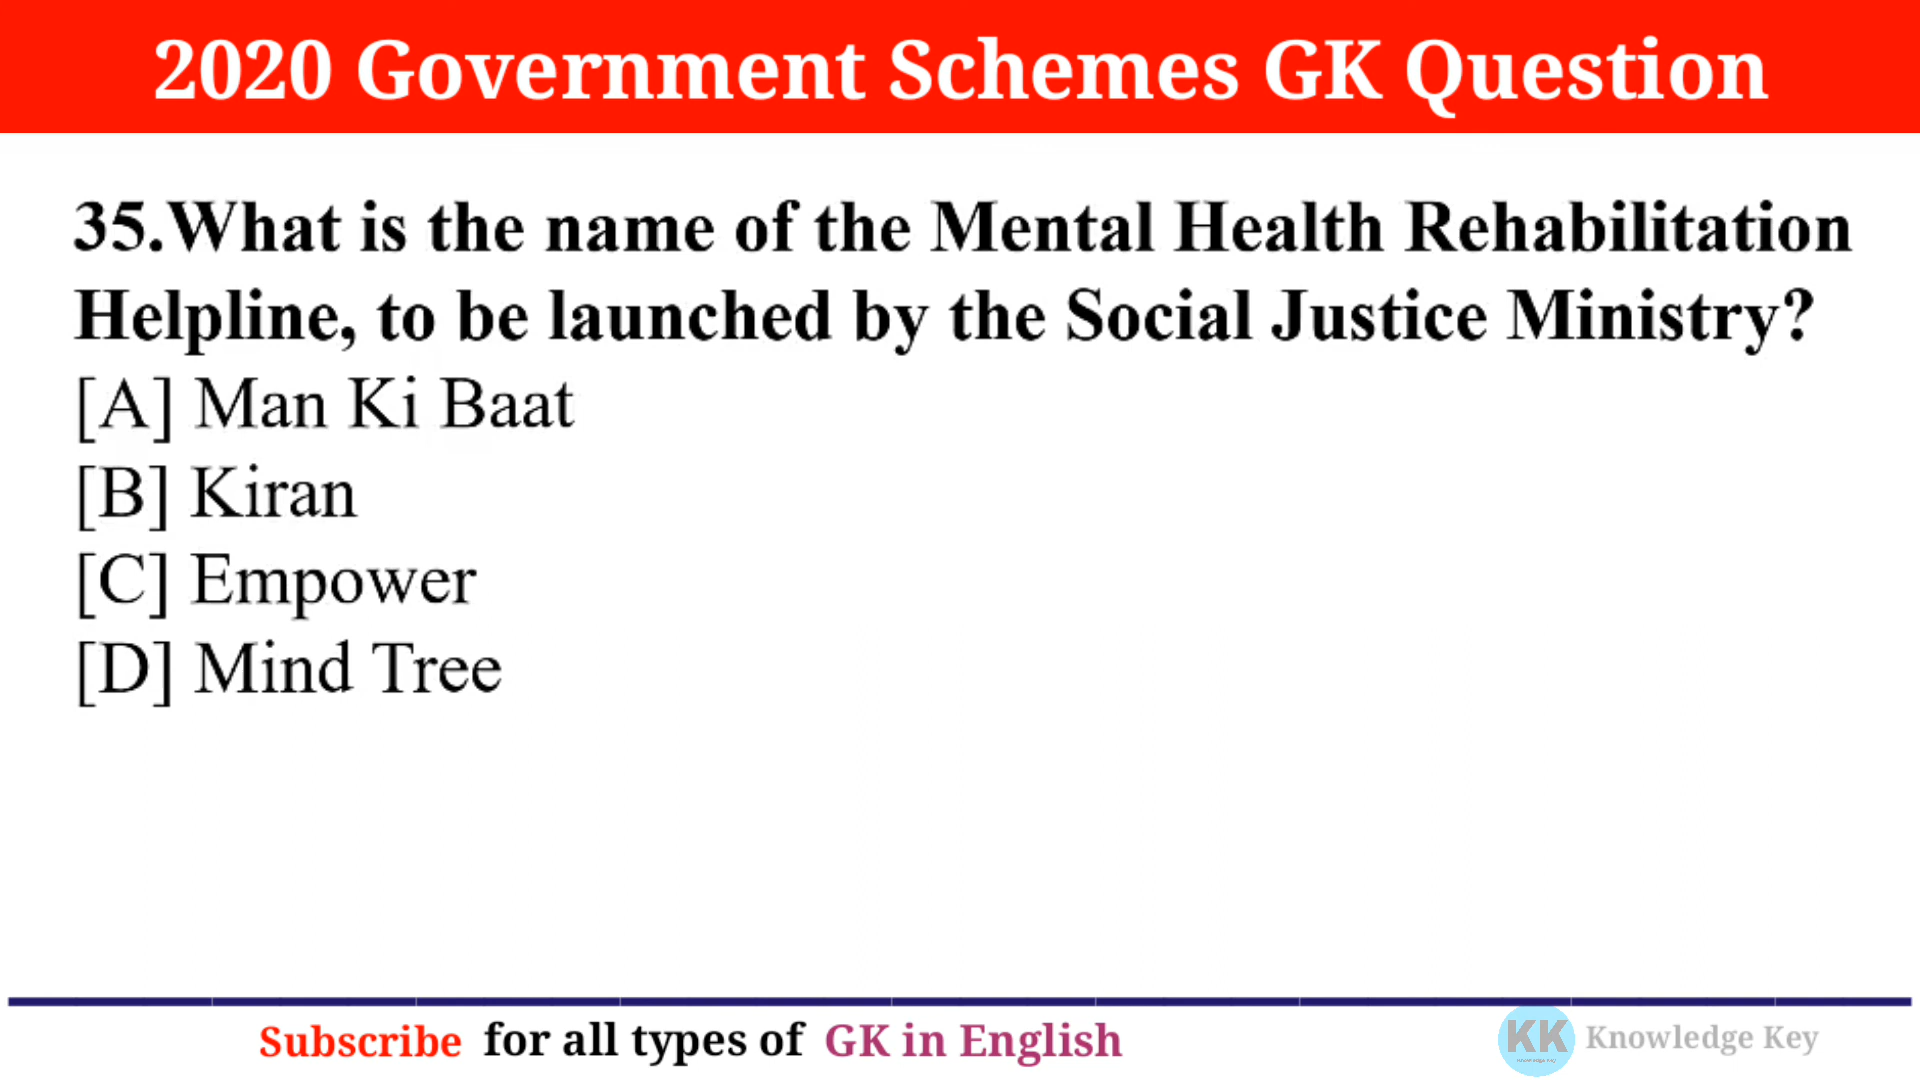 2020 Government Schemes GK Question
35.What is the name of the Mental Health Rehabilitation
Helpline, to be launched by the Social Justice Ministry?
[A] Man Ki Baat
[B] Kiran
[C] Empower
[D] Mind Tree
Subscribe for all types of GK in English
KK Knowledge Key